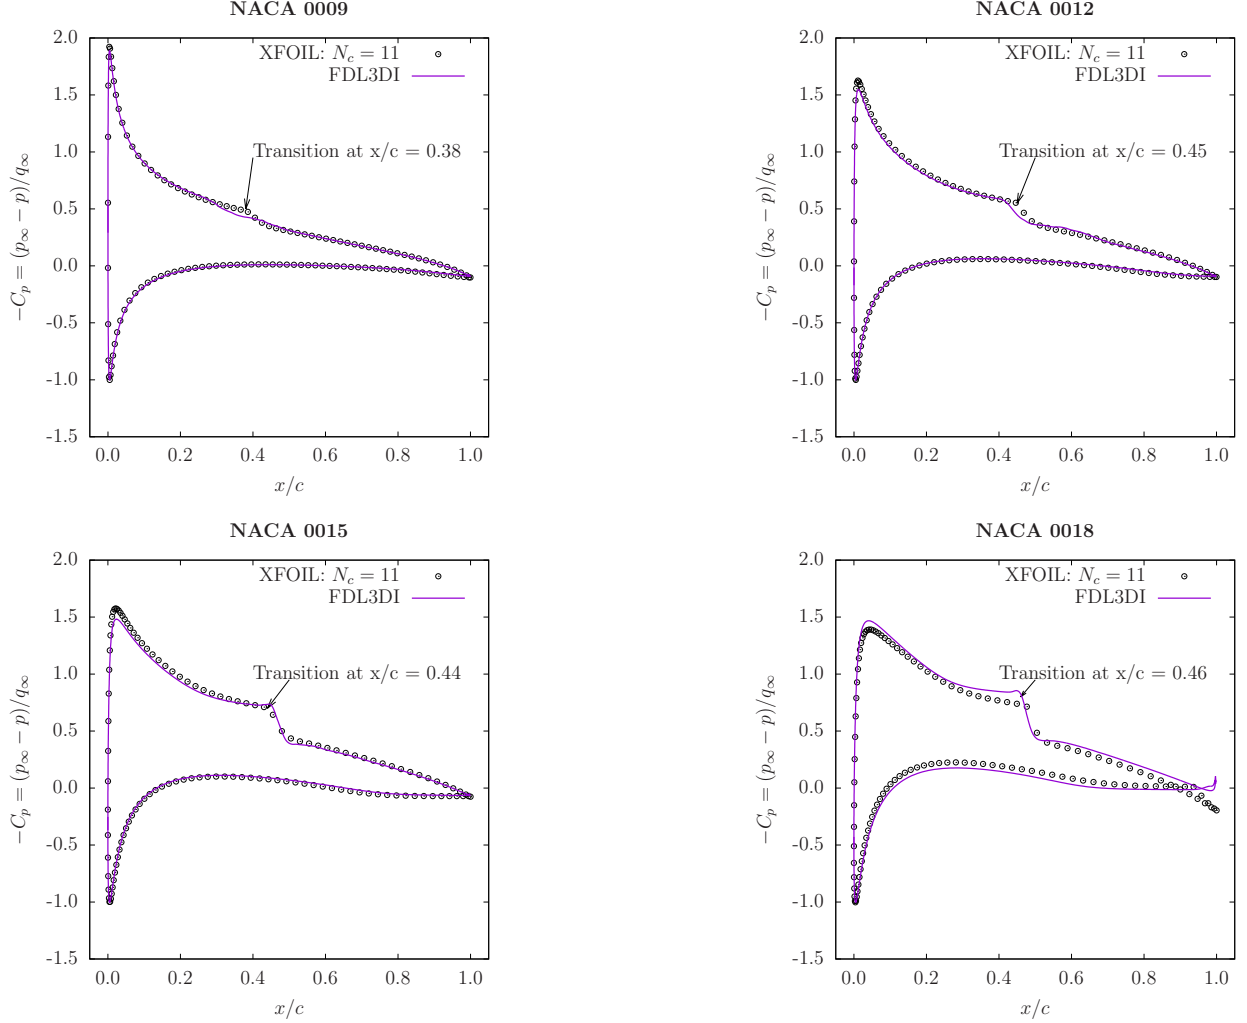 NACA 0009
2.0
1.5
1.0
0.5
0.0
-0.5
-1.0
-1.5
−C_p = (p_∞ − p)/q_∞
XFOIL: N_c = 11
FDL3DI
Transition at x/c = 0.38
0.0 0.2 0.4 0.6 0.8 1.0
x/c
NACA 0012
2.0
1.5
1.0
0.5
0.0
-0.5
-1.0
-1.5
−C_p = (p_∞ − p)/q_∞
XFOIL: N_c = 11
FDL3DI
Transition at x/c = 0.45
0.0 0.2 0.4 0.6 0.8 1.0
x/c
NACA 0015
2.0
1.5
1.0
0.5
0.0
-0.5
-1.0
-1.5
−C_p = (p_∞ − p)/q_∞
XFOIL: N_c = 11
FDL3DI
Transition at x/c = 0.44
0.0 0.2 0.4 0.6 0.8 1.0
x/c
NACA 0018
2.0
1.5
1.0
0.5
0.0
-0.5
-1.0
-1.5
−C_p = (p_∞ − p)/q_∞
XFOIL: N_c = 11
FDL3DI
Transition at x/c = 0.46
0.0 0.2 0.4 0.6 0.8 1.0
x/c